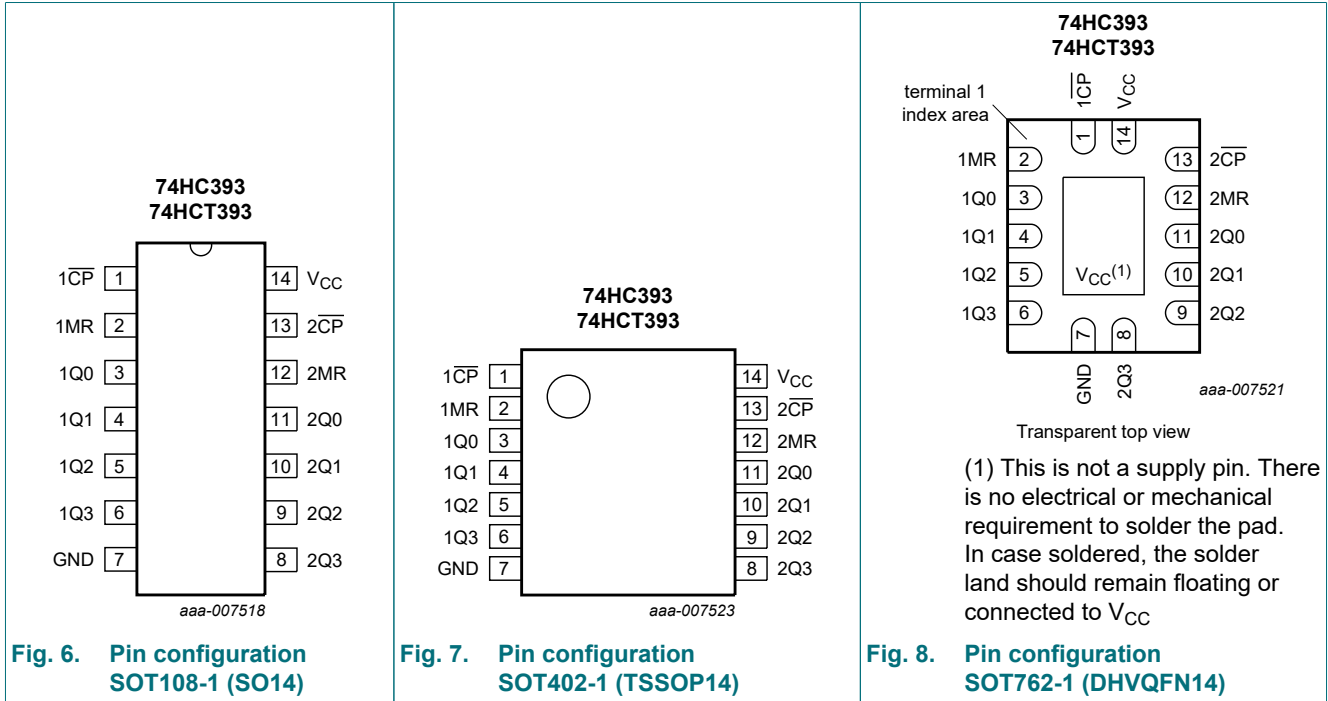 74HC393
74HCT393
1C̅P̅ 1
14 VCC
1MR 2
13 2C̅P̅
1Q0 3
12 2MR
1Q1 4
11 2Q0
1Q2 5
10 2Q1
1Q3 6
9 2Q2
GND 7
8 2Q3
aaa-007518
Fig. 6. Pin configuration
SOT108-1 (SO14)
74HC393
74HCT393
1C̅P̅ 1
14 VCC
1MR 2
13 2C̅P̅
1Q0 3
12 2MR
1Q1 4
11 2Q0
1Q2 5
10 2Q1
1Q3 6
9 2Q2
GND 7
8 2Q3
aaa-007523
Fig. 7. Pin configuration
SOT402-1 (TSSOP14)
74HC393
74HCT393
terminal 1
index area
1̅C̅P̅
VCC
1
14
1MR 2
13 2C̅P̅
1Q0 3
12 2MR
1Q1 4
11 2Q0
1Q2 5
VCC(1)
10 2Q1
1Q3 6
9 2Q2
7
8
GND
2Q3
aaa-007521
Transparent top view
(1) This is not a supply pin. There
is no electrical or mechanical
requirement to solder the pad.
In case soldered, the solder
land should remain floating or
connected to VCC
Fig. 8. Pin configuration
SOT762-1 (DHVQFN14)